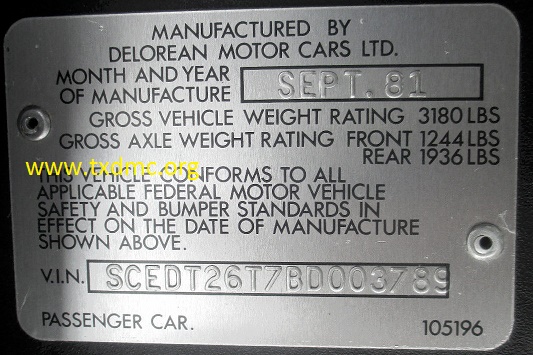 MANUFACTURED BY
DELOREAN MOTOR CARS LTD.
MONTH AND YEAR
OF MANUFACTURE SEPT. 81
GROSS VEHICLE WEIGHT RATING 3180 LBS
GROSS AXLE WEIGHT RATING FRONT 1244 LBS
REAR 1936 LBS
www.txdmc.org
THIS VEHICLE CONFORMS TO ALL
APPLICABLE FEDERAL MOTOR VEHICLE
SAFETY AND BUMPER STANDARDS IN
EFFECT ON THE DATE OF MANUFACTURE
SHOWN ABOVE.
V.I.N. SCEDT26T7BD003789
PASSENGER CAR. 105196